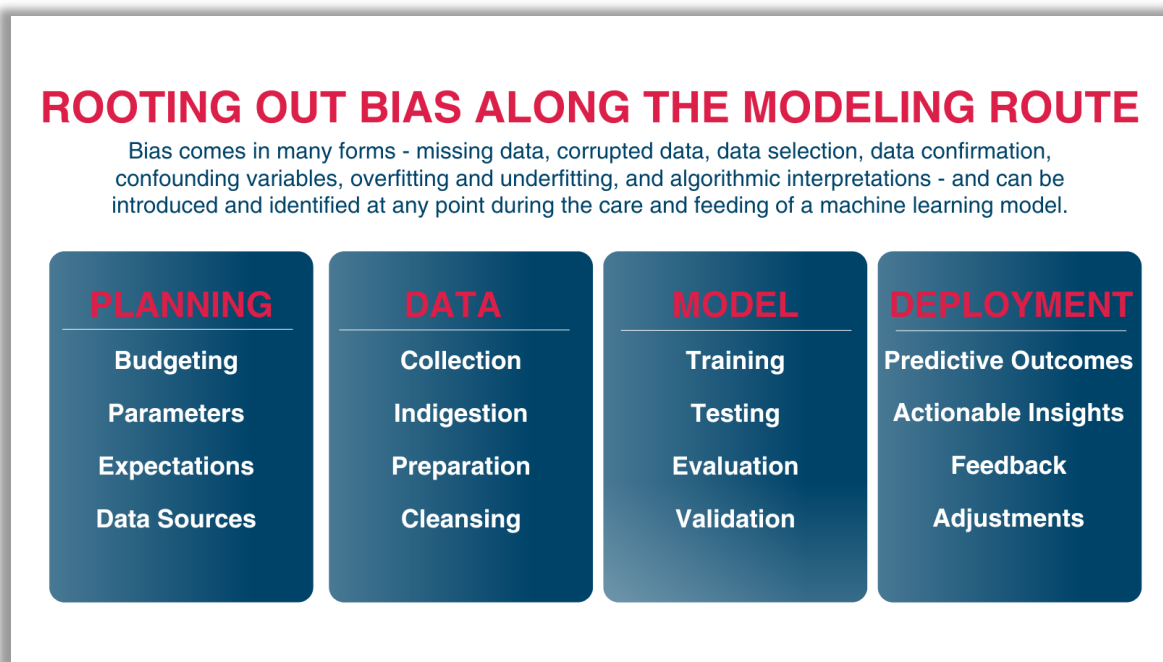 ROOTING OUT BIAS ALONG THE MODELING ROUTE
Bias comes in many forms - missing data, corrupted data, data selection, data confirmation,
confounding variables, overfitting and underfitting, and algorithmic interpretations - and can be
introduced and identified at any point during the care and feeding of a machine learning model.
PLANNING
Budgeting
Parameters
Expectations
Data Sources
DATA
Collection
Indigestion
Preparation
Cleansing
MODEL
Training
Testing
Evaluation
Validation
DEPLOYMENT
Predictive Outcomes
Actionable Insights
Feedback
Adjustments